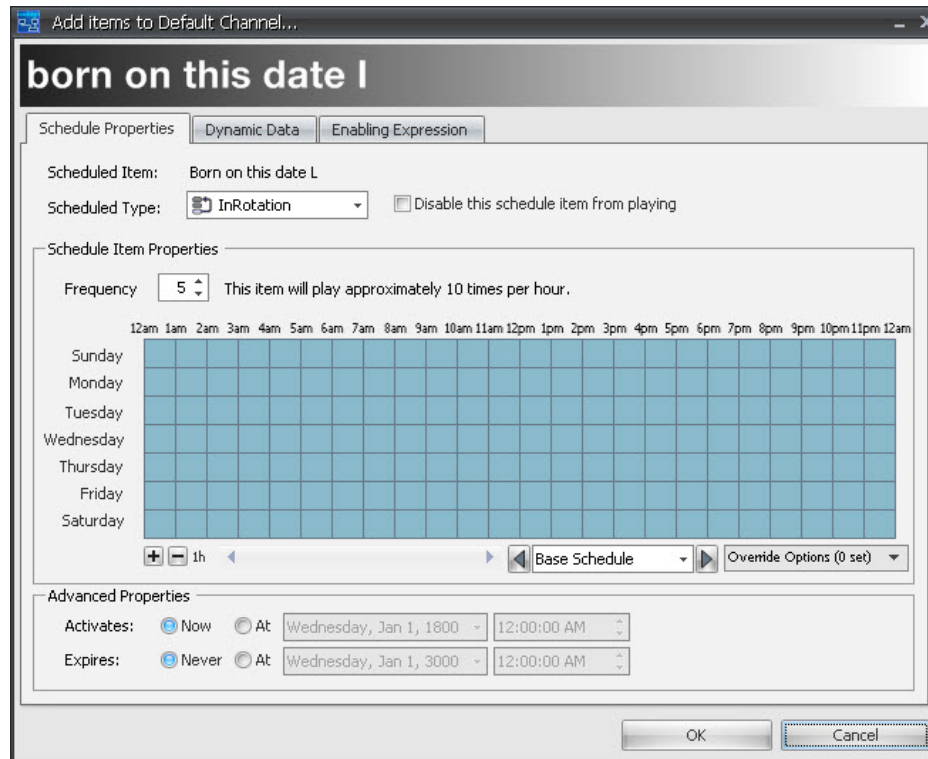 Add items to Default Channel...
born on this date l
Schedule Properties Dynamic Data Enabling Expression
Scheduled Item: Born on this date L
Scheduled Type: InRotation Disable this schedule item from playing
Schedule Item Properties
Frequency 5 This item will play approximately 10 times per hour.
12am 1am 2am 3am 4am 5am 6am 7am 8am 9am 10am 11am 12pm 1pm 2pm 3pm 4pm 5pm 6pm 7pm 8pm 9pm 10pm 11pm 12am
Sunday
Monday
Tuesday
Wednesday
Thursday
Friday
Saturday
1h Base Schedule Override Options (0 set)
Advanced Properties
Activates: Now At Wednesday, Jan 1, 1800 12:00:00 AM
Expires: Never At Wednesday, Jan 1, 3000 12:00:00 AM
OK Cancel